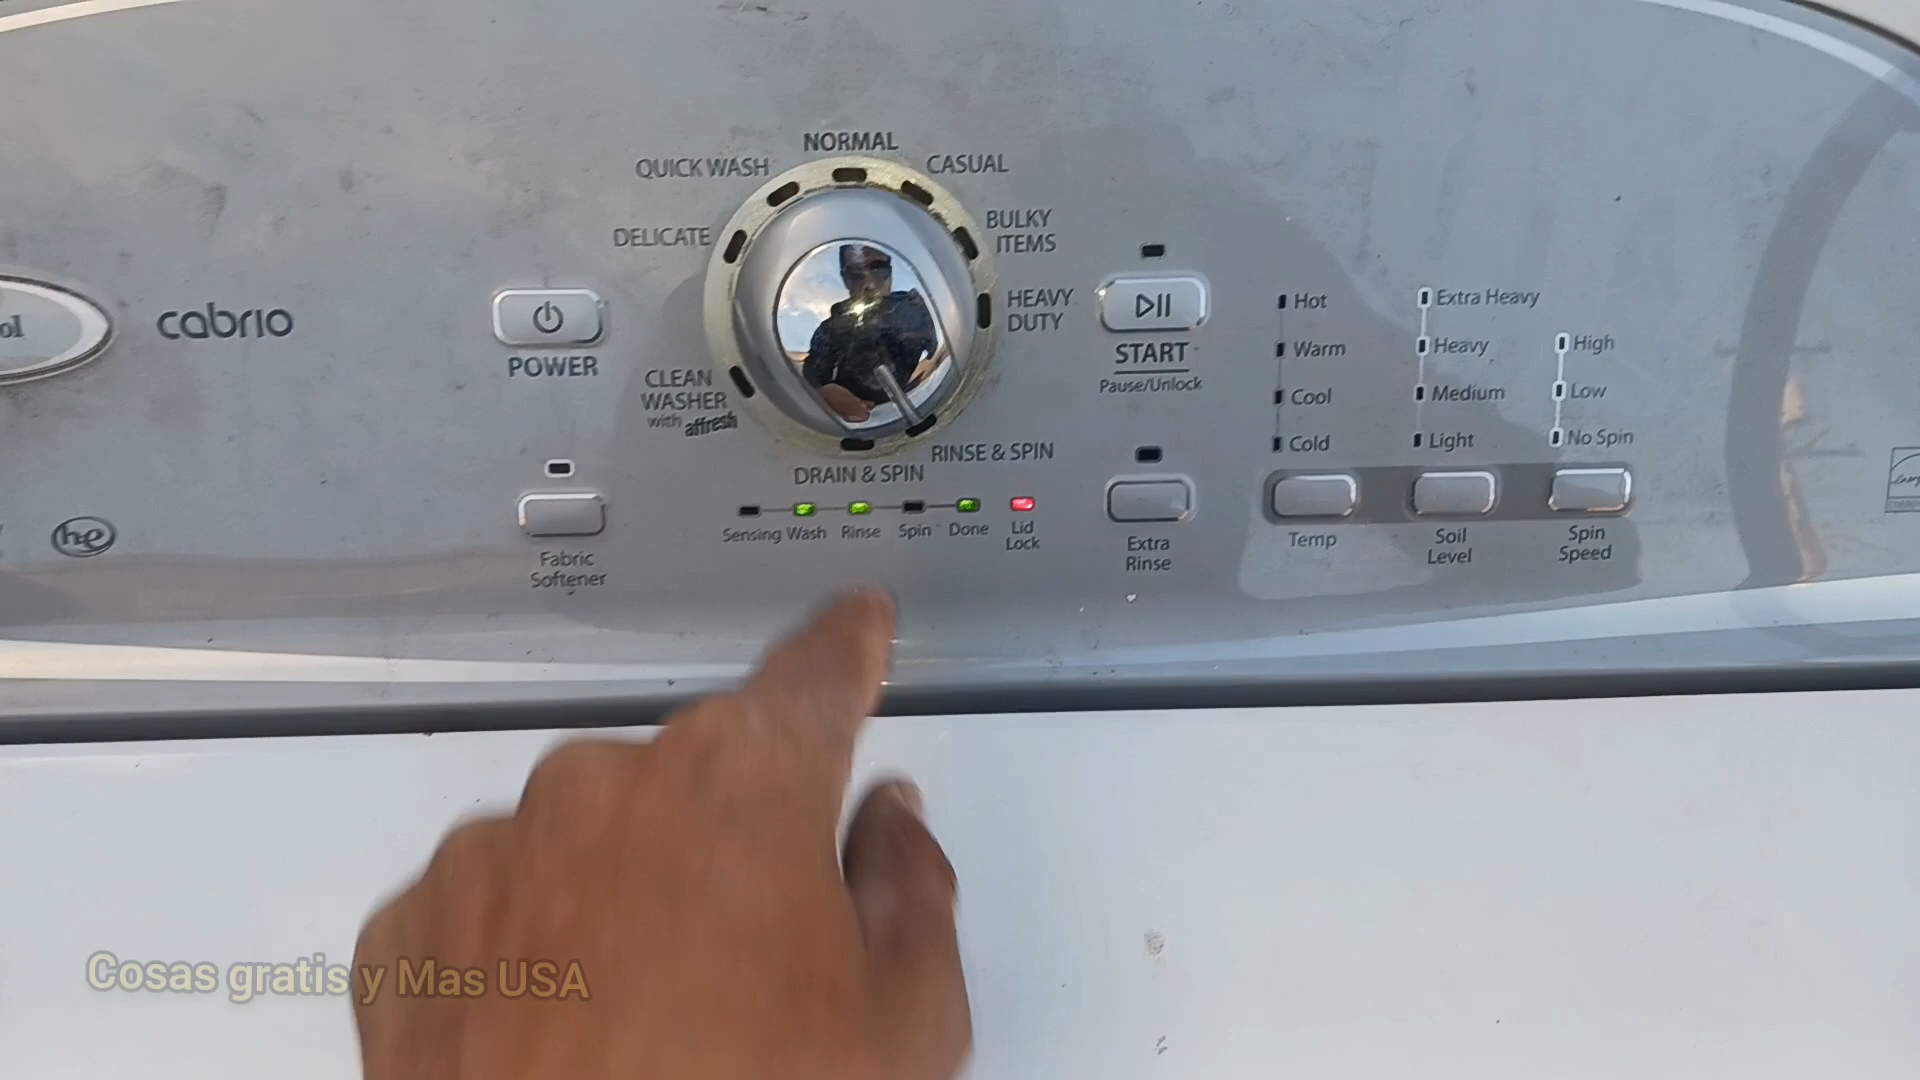 NORMAL
QUICK WASH
CASUAL
DELICATE
BULKY
ITEMS
cabrio
POWER
HEAVY
DUTY
START
Pause/Unlock
CLEAN
WASHER
with affresh
RINSE & SPIN
DRAIN & SPIN
Hot
Warm
Cool
Cold
Extra Heavy
Heavy
Medium
Light
High
Low
No Spin
he
Fabric
Softener
Sensing Wash Rinse Spin Done Lid
Lock
Extra
Rinse
Temp
Soil
Level
Spin
Speed
Cosas gratis y Mas USA